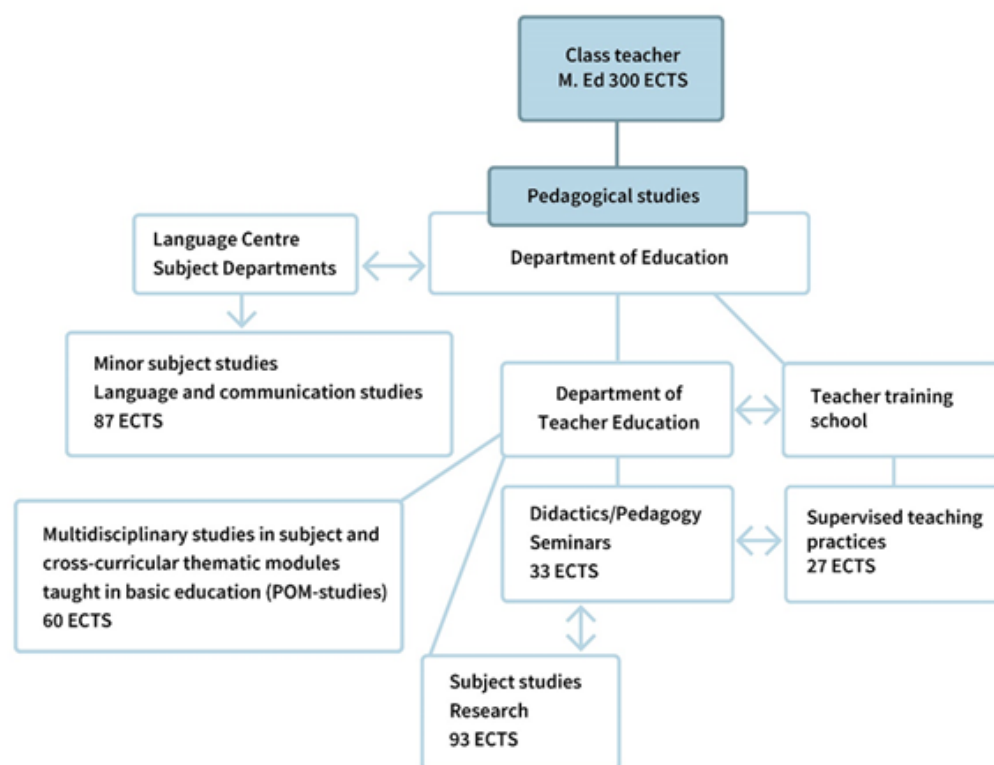 Class teacher
M. Ed 300 ECTS
Pedagogical studies
Language Centre
Subject Departments
Department of Education
Minor subject studies
Language and communication studies
87 ECTS
Department of
Teacher Education
Teacher training
school
Multidisciplinary studies in subject and
cross-curricular thematic modules
taught in basic education (POM-studies)
60 ECTS
Didactics/Pedagogy
Seminars
33 ECTS
Supervised teaching
practices
27 ECTS
Subject studies
Research
93 ECTS